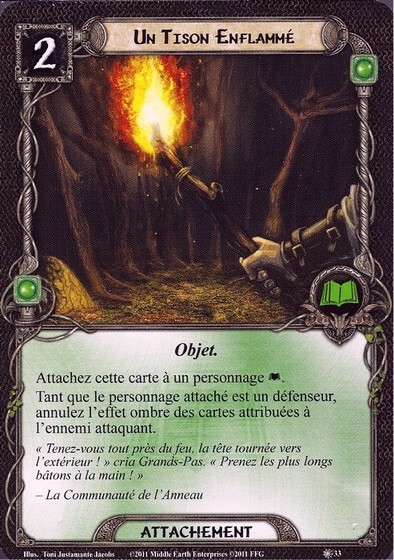 2
Un Tison Enflammé
Objet.
Attachez cette carte à un personnage .
Tant que le personnage attaché est un défenseur,
annulez l'effet ombre des cartes attribuées à
l'ennemi attaquant.
« Tenez-vous tout près du feu, la tête tournée vers
l'extérieur ! » cria Grands-Pas. « Prenez les plus longs
bâtons à la main ! »
– La Communauté de l'Anneau
ATTACHEMENT
Illus. Toni Justamante Jacobs ©2011 Middle Earth Enterprises ©2011 FFG 33